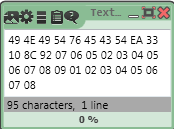 Text...
49 4E 49 54 76 45 43 54 EA 33
10 8C 92 07 06 05 02 03 04 05
06 07 08 09 01 02 03 04 05 06
07 08
95 characters, 1 line
0 %